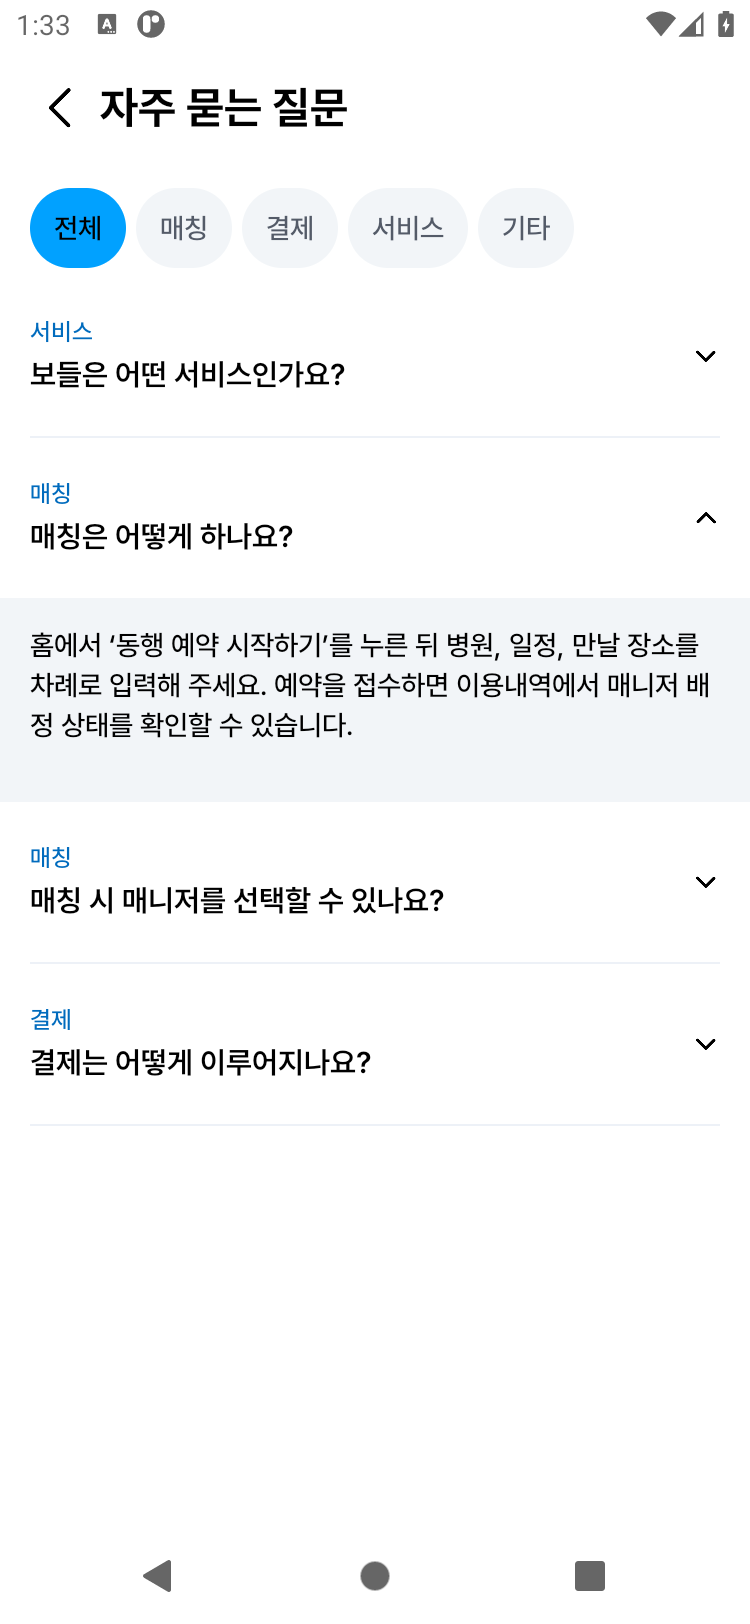 1:33
자주 묻는 질문
전체 매칭 결제 서비스 기타
서비스
보들은 어떤 서비스인가요?
매칭
매칭은 어떻게 하나요?
홈에서 ‘동행 예약 시작하기’를 누른 뒤 병원, 일정, 만날 장소를
차례로 입력해 주세요. 예약을 접수하면 이용내역에서 매니저 배
정 상태를 확인할 수 있습니다.
매칭
매칭 시 매니저를 선택할 수 있나요?
결제
결제는 어떻게 이루어지나요?